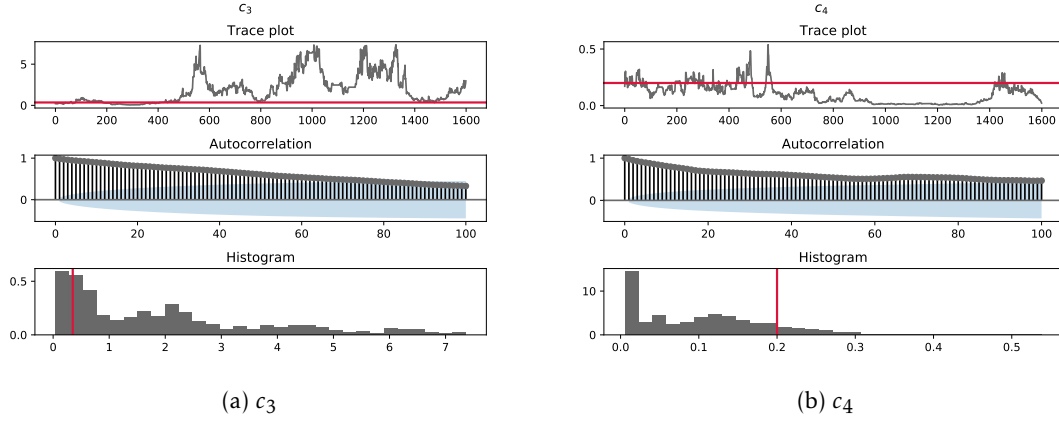 c3
Trace plot
5
0
0 200 400 600 800 1000 1200 1400 1600
Autocorrelation
1
0
0 20 40 60 80 100
Histogram
0.5
0.0
0 1 2 3 4 5 6 7
(a) c3
c4
Trace plot
0.5
0.0
0 200 400 600 800 1000 1200 1400 1600
Autocorrelation
1
0
0 20 40 60 80 100
Histogram
10
0
0.0 0.1 0.2 0.3 0.4 0.5
(b) c4